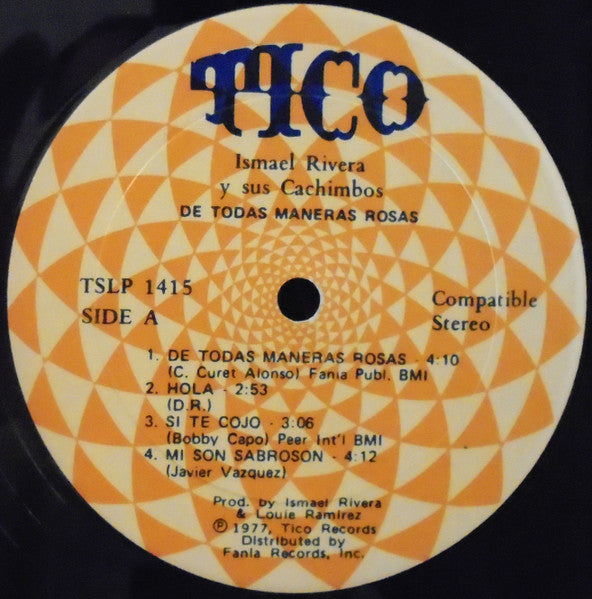 TICO
Ismael Rivera
y sus Cachimbos
DE TODAS MANERAS ROSAS
TSLP 1415
SIDE A
Compatible
Stereo
1. DE TODAS MANERAS ROSAS - 4:10
(C. Curet Alonso) Fania Publ. BMI
2. HOLA - 2:53
(D.R.)
3. SI TE COJO - 3:06
(Bobby Capo) Peer Int'l BMI
4. MI SON SABROSON - 4:12
(Javier Vazquez)
Prod. by Ismael Rivera
& Louie Ramirez
℗ 1977, Tico Records
Distributed by
Fania Records, Inc.